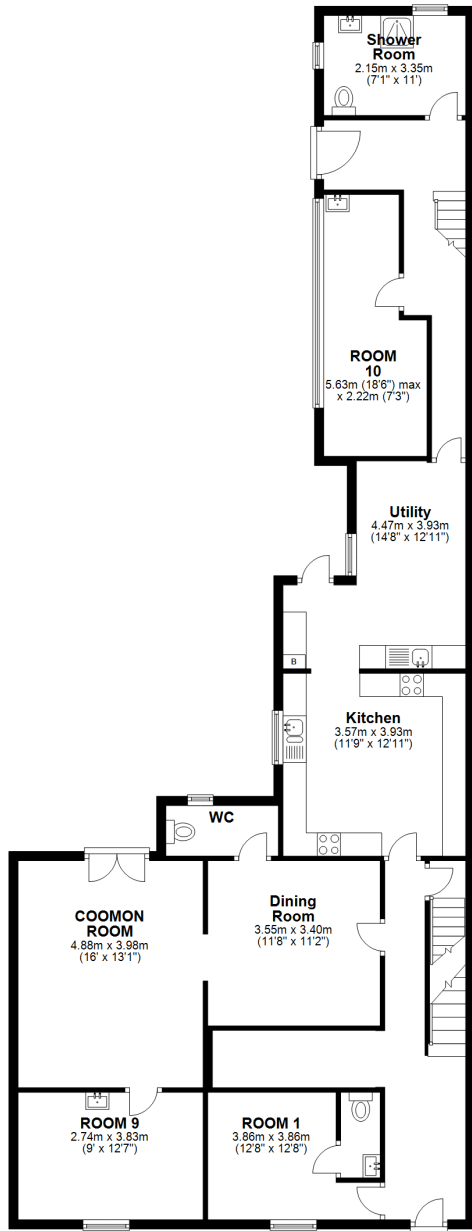 Shower
Room
2.15m x 3.35m
(7'1" x 11')
ROOM
10
5.63m (18'6") max
x 2.22m (7'3")
Utility
4.47m x 3.93m
(14'8" x 12'11")
B
Kitchen
3.57m x 3.93m
(11'9" x 12'11")
WC
COOMON
ROOM
4.88m x 3.98m
(16' x 13'1")
Dining
Room
3.55m x 3.40m
(11'8" x 11'2")
ROOM 9
2.74m x 3.83m
(9' x 12'7")
ROOM 1
3.86m x 3.86m
(12'8" x 12'8")